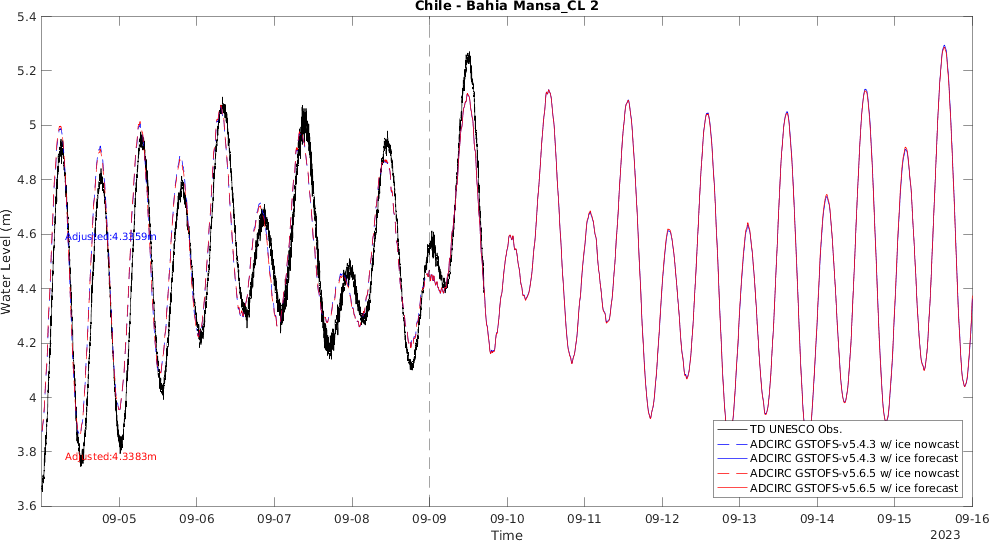 Chile - Bahia Mansa_CL 2
5.4
5.2
5
4.8
4.6
4.4
4.2
4
3.8
3.6
Water Level (m)
Adjusted:4.3359m
Adjusted:4.3383m
TD UNESCO Obs.
ADCIRC GSTOFS-v5.4.3 w/ ice nowcast
ADCIRC GSTOFS-v5.4.3 w/ ice forecast
ADCIRC GSTOFS-v5.6.5 w/ ice nowcast
ADCIRC GSTOFS-v5.6.5 w/ ice forecast
09-05 09-06 09-07 09-08 09-09 09-10 09-11 09-12 09-13 09-14 09-15 09-16
Time
2023